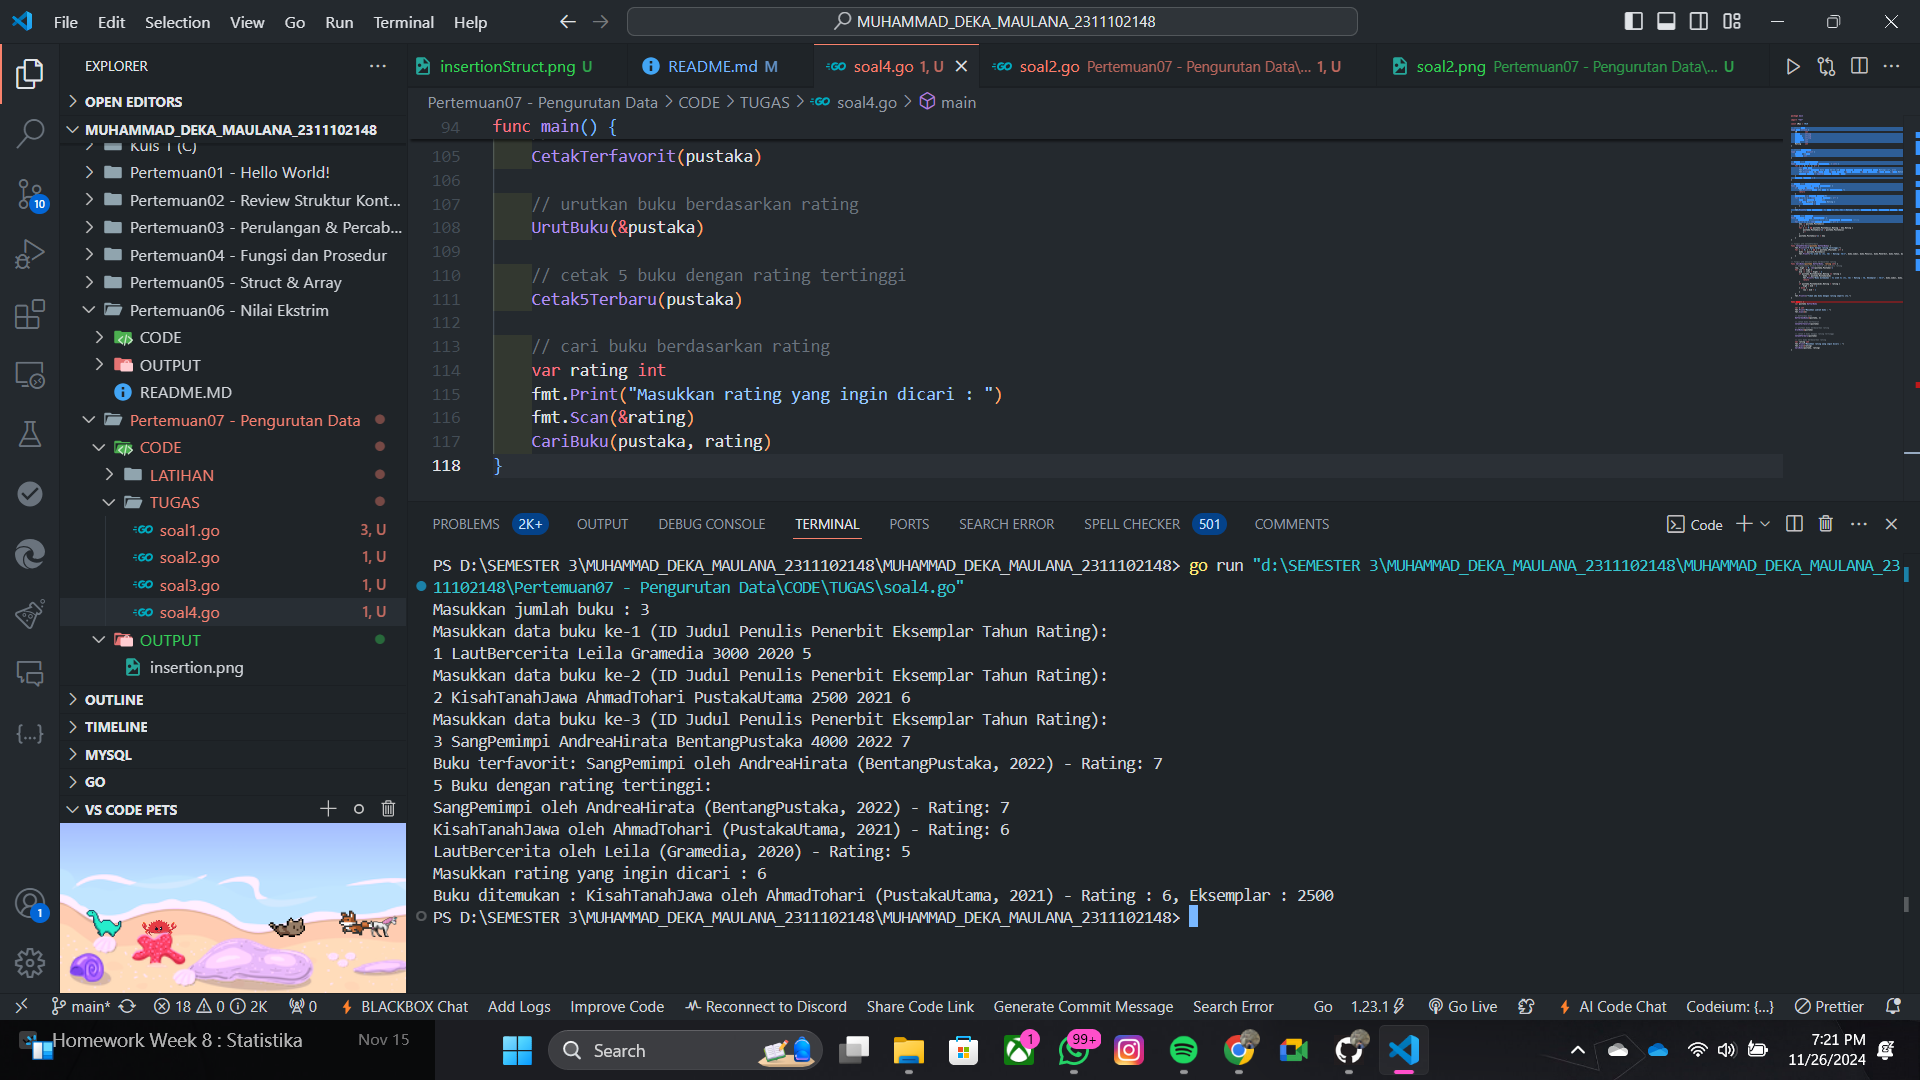 File Edit Selection View Go Run Terminal Help
MUHAMMAD_DEKA_MAULANA_2311102148
EXPLORER
insertionStruct.png U
README.md M
soal4.go 1, U
soal2.go Pertemuan07 - Pengurutan Data\... 1, U
soal2.png Pertemuan07 - Pengurutan Data\... U
OPEN EDITORS
MUHAMMAD_DEKA_MAULANA_2311102148
Kuis 1 (C)
Pertemuan01 - Hello World!
Pertemuan02 - Review Struktur Kont...
Pertemuan03 - Perulangan & Percab...
Pertemuan04 - Fungsi dan Prosedur
Pertemuan05 - Struct & Array
Pertemuan06 - Nilai Ekstrim
CODE
OUTPUT
README.MD
Pertemuan07 - Pengurutan Data
CODE
LATIHAN
TUGAS
soal1.go 3, U
soal2.go 1, U
soal3.go 1, U
soal4.go 1, U
OUTPUT
insertion.png
OUTLINE
TIMELINE
MYSQL
GO
VS CODE PETS
10
1
Pertemuan07 - Pengurutan Data > CODE > TUGAS > soal4.go > main
94 func main() {
105 CetakTerfavorit(pustaka)
106
107 // urutkan buku berdasarkan rating
108 UrutBuku(&pustaka)
109
110 // cetak 5 buku dengan rating tertinggi
111 Cetak5Terbaru(pustaka)
112
113 // cari buku berdasarkan rating
114 var rating int
115 fmt.Print("Masukkan rating yang ingin dicari : ")
116 fmt.Scan(&rating)
117 CariBuku(pustaka, rating)
118 }
PROBLEMS 2K+ OUTPUT DEBUG CONSOLE TERMINAL PORTS SEARCH ERROR SPELL CHECKER 501 COMMENTS
Code
PS D:\SEMESTER 3\MUHAMMAD_DEKA_MAULANA_2311102148\MUHAMMAD_DEKA_MAULANA_2311102148> go run "d:\SEMESTER 3\MUHAMMAD_DEKA_MAULANA_2311102148\MUHAMMAD_DEKA_MAULANA_23
11102148\Pertemuan07 - Pengurutan Data\CODE\TUGAS\soal4.go"
Masukkan jumlah buku : 3
Masukkan data buku ke-1 (ID Judul Penulis Penerbit Eksemplar Tahun Rating):
1 LautBercerita Leila Gramedia 3000 2020 5
Masukkan data buku ke-2 (ID Judul Penulis Penerbit Eksemplar Tahun Rating):
2 KisahTanahJawa AhmadTohari PustakaUtama 2500 2021 6
Masukkan data buku ke-3 (ID Judul Penulis Penerbit Eksemplar Tahun Rating):
3 SangPemimpi AndreaHirata BentangPustaka 4000 2022 7
Buku terfavorit: SangPemimpi oleh AndreaHirata (BentangPustaka, 2022) - Rating: 7
5 Buku dengan rating tertinggi:
SangPemimpi oleh AndreaHirata (BentangPustaka, 2022) - Rating: 7
KisahTanahJawa oleh AhmadTohari (PustakaUtama, 2021) - Rating: 6
LautBercerita oleh Leila (Gramedia, 2020) - Rating: 5
Masukkan rating yang ingin dicari : 6
Buku ditemukan : KisahTanahJawa oleh AhmadTohari (PustakaUtama, 2021) - Rating : 6, Eksemplar : 2500
PS D:\SEMESTER 3\MUHAMMAD_DEKA_MAULANA_2311102148\MUHAMMAD_DEKA_MAULANA_2311102148>
main* 18 0 2K 0 BLACKBOX Chat Add Logs Improve Code Reconnect to Discord Share Code Link Generate Commit Message Search Error Go 1.23.1 Go Live AI Code Chat Codeium: {...} Prettier
Homework Week 8 : Statistika Nov 15
Search
1
99+
7:21 PM
11/26/2024